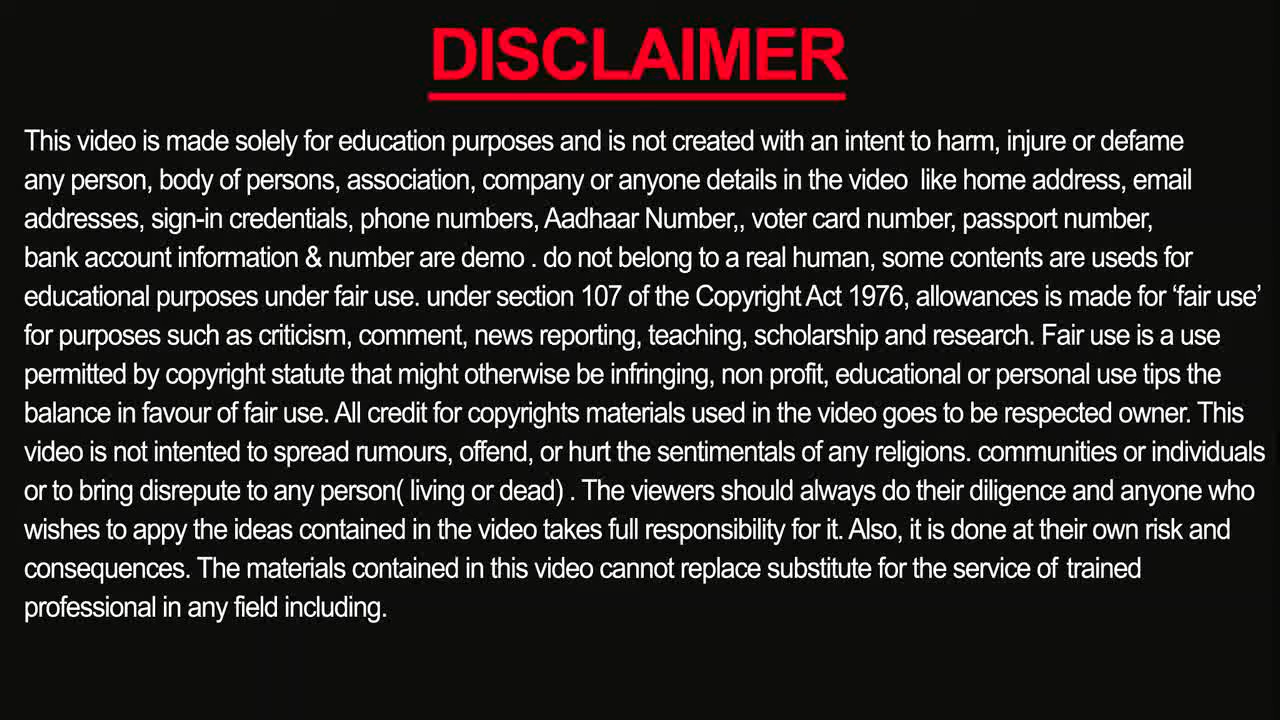 DISCLAIMER
This video is made solely for education purposes and is not created with an intent to harm, injure or defame
any person, body of persons, association, company or anyone details in the video like home address, email
addresses, sign-in credentials, phone numbers, Aadhaar Number,, voter card number, passport number,
bank account information & number are demo . do not belong to a real human, some contents are useds for
educational purposes under fair use. under section 107 of the Copyright Act 1976, allowances is made for ‘fair use’
for purposes such as criticism, comment, news reporting, teaching, scholarship and research. Fair use is a use
permitted by copyright statute that might otherwise be infringing, non profit, educational or personal use tips the
balance in favour of fair use. All credit for copyrights materials used in the video goes to be respected owner. This
video is not intented to spread rumours, offend, or hurt the sentimentals of any religions. communities or individuals
or to bring disrepute to any person( living or dead) . The viewers should always do their diligence and anyone who
wishes to appy the ideas contained in the video takes full responsibility for it. Also, it is done at their own risk and
consequences. The materials contained in this video cannot replace substitute for the service of trained
professional in any field including.